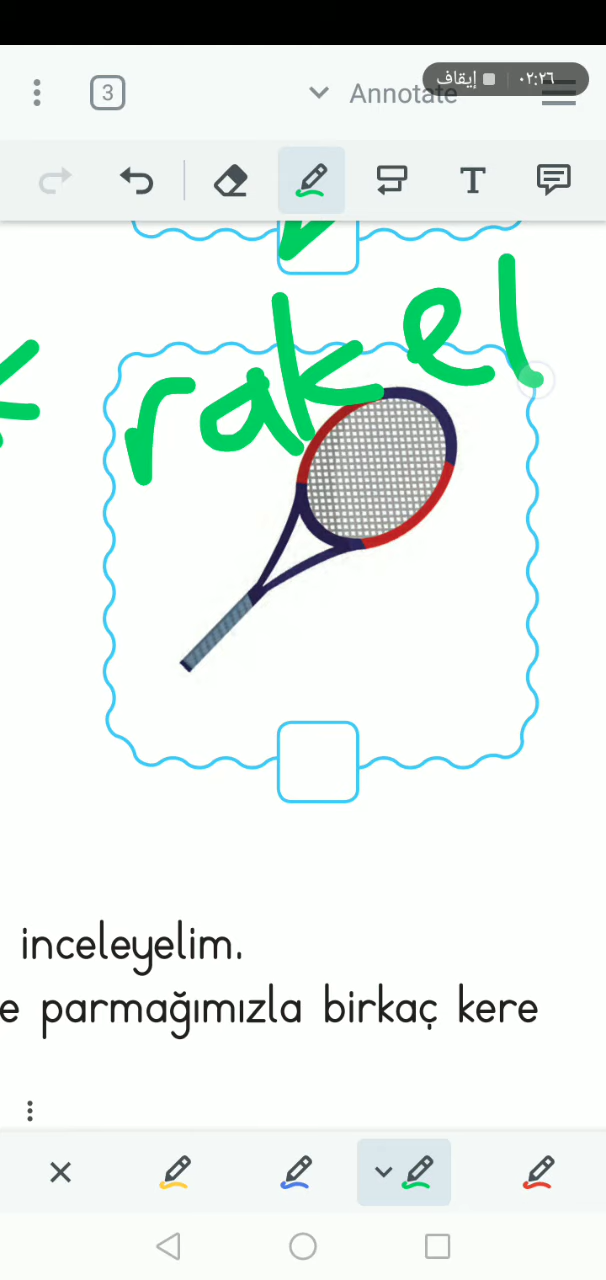 3
Annotate
٠٢:٢٦ إيقاف
T
rakel
inceleyelim.
e parmağımızla birkaç kere